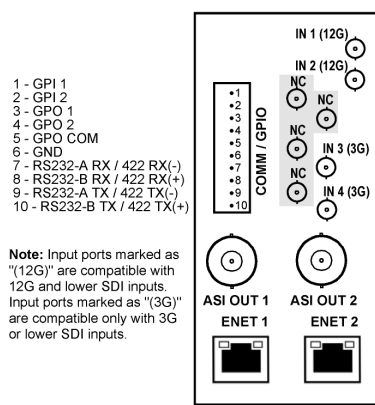 1 - GPI 1
2 - GPI 2
3 - GPO 1
4 - GPO 2
5 - GPO COM
6 - GND
7 - RS232-A RX / 422 RX(-)
8 - RS232-B RX / 422 RX(+)
9 - RS232-A TX / 422 TX(-)
10 - RS232-B TX / 422 TX(+)
Note: Input ports marked as
"(12G)" are compatible with
12G and lower SDI inputs.
Input ports marked as "(3G)"
are compatible only with 3G
or lower SDI inputs.
•1
•2
•3
•4
•5
•6
•7
•8
•9
•10
COMM / GPIO
IN 1 (12G)
IN 2 (12G)
NC
NC
NC
IN 3 (3G)
NC
IN 4 (3G)
ASI OUT 1
ASI OUT 2
ENET 1
ENET 2